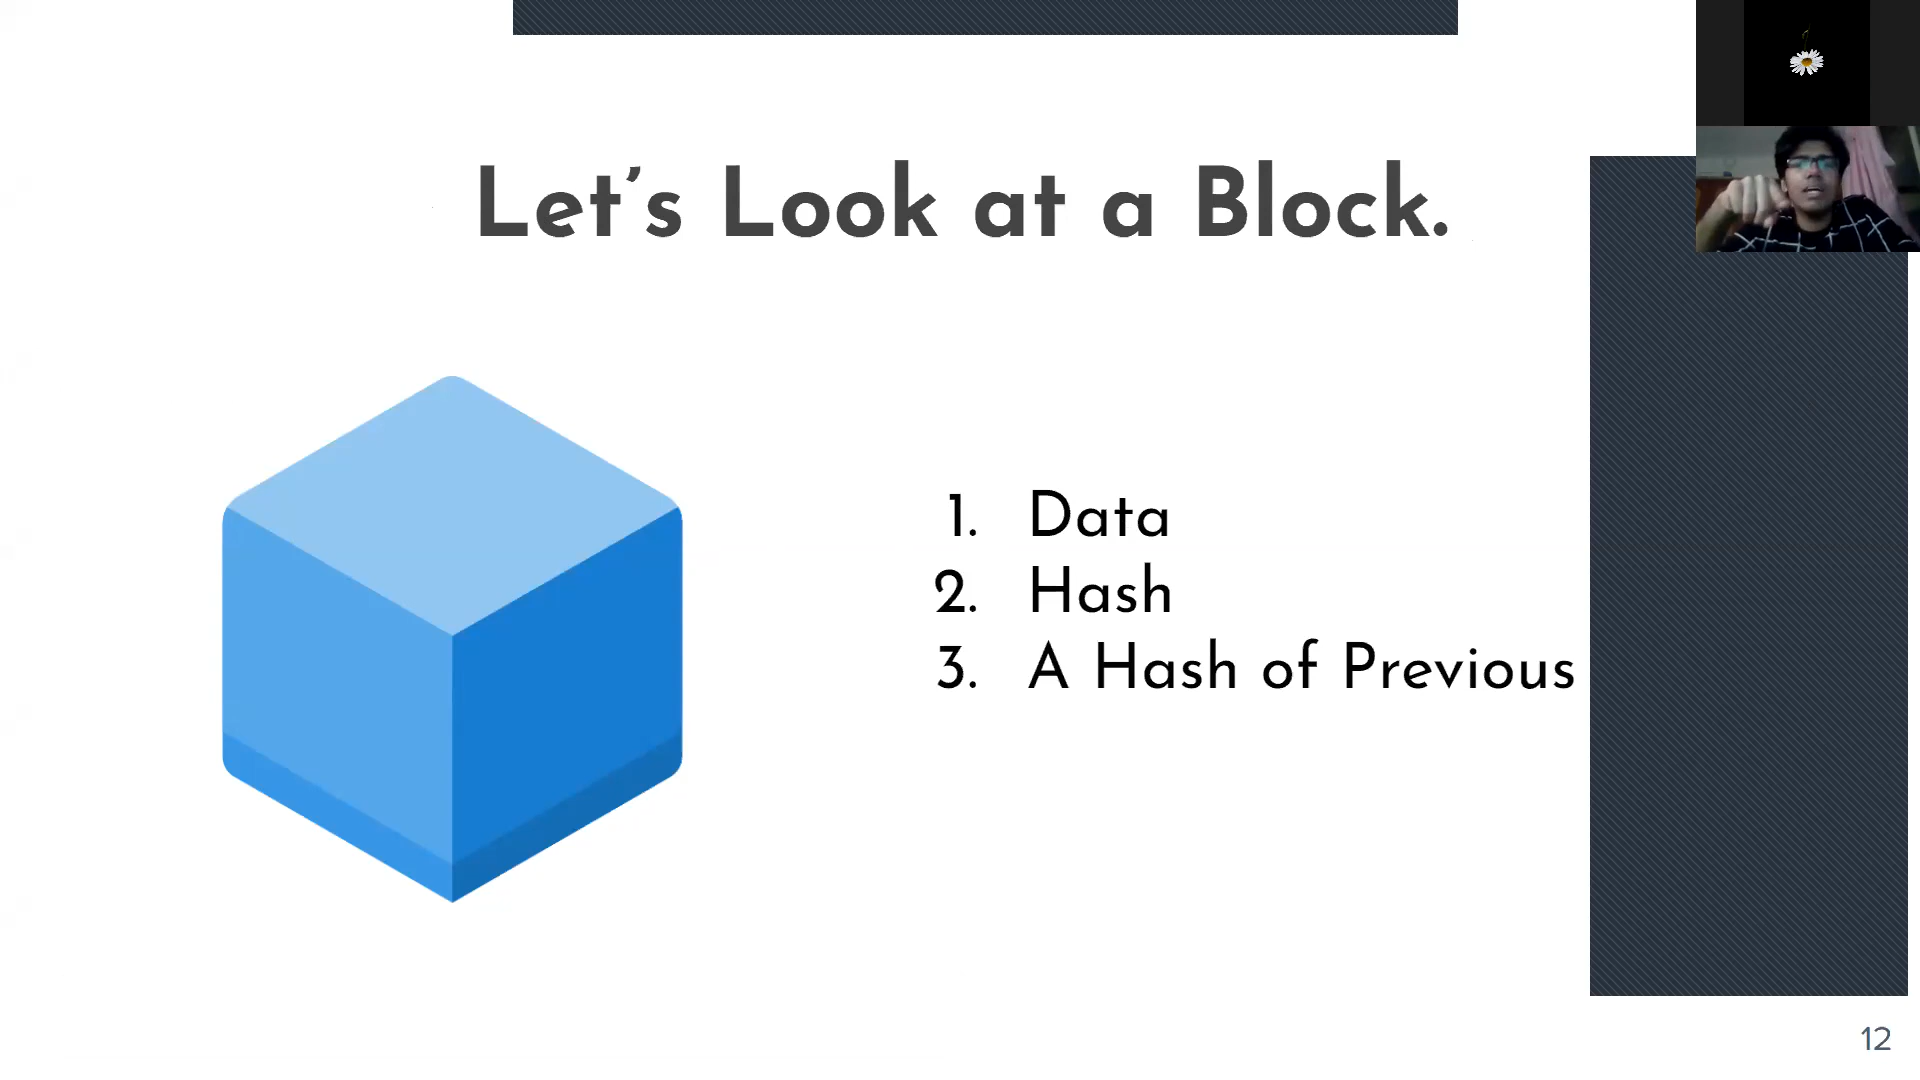 Let’s Look at a Block.
1. Data
2. Hash
3. A Hash of Previous
12